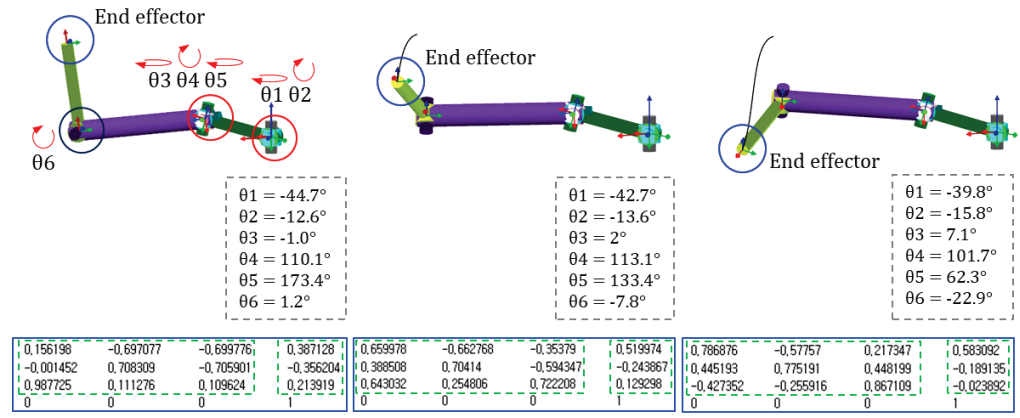 End effector
θ3 θ4 θ5
θ1 θ2
θ6
End effector
End effector
θ1 = -44.7°
θ2 = -12.6°
θ3 = -1.0°
θ4 = 110.1°
θ5 = 173.4°
θ6 = 1.2°
θ1 = -42.7°
θ2 = -13.6°
θ3 = 2°
θ4 = 113.1°
θ5 = 133.4°
θ6 = -7.8°
θ1 = -39.8°
θ2 = -15.8°
θ3 = 7.1°
θ4 = 101.7°
θ5 = 62.3°
θ6 = -22.9°
0,156198 -0,697077 -0,699776 0,387128
-0,001452 0,708309 -0,705901 -0,356204
0,987725 0,111276 0,109624 0,213919
0 0 0 1
0,659978 -0,662768 -0,35379 0,519974
0,388508 0,70414 -0,594347 -0,243867
0,643032 0,254806 0,722208 0,129298
0 0 0 1
0,786876 -0,57757 0,217347 0,583092
0,445193 0,775191 0,448199 -0,189135
-0,427352 -0,255916 0,867109 -0,023892
0 0 0 1